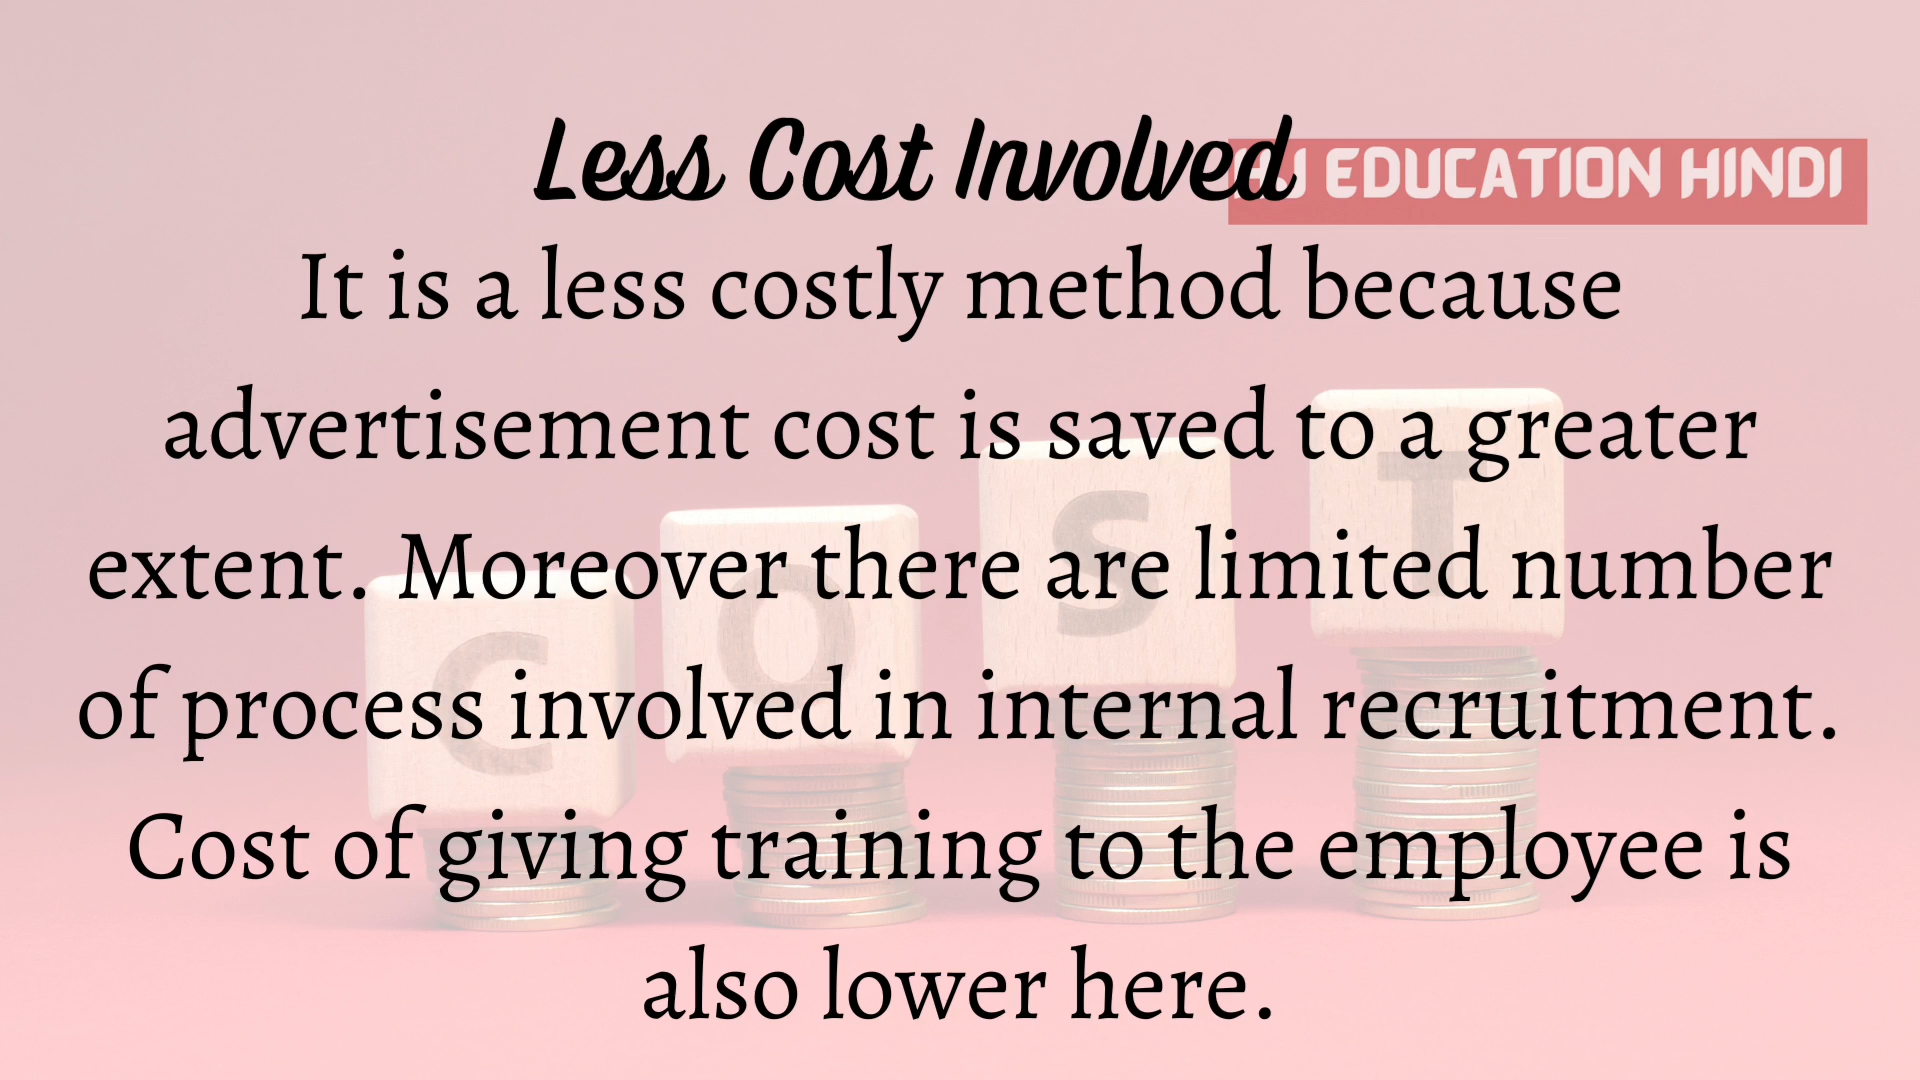 Less Cost Involved
AJ EDUCATION HINDI
It is a less costly method because
advertisement cost is saved to a greater
extent. Moreover there are limited number
of process involved in internal recruitment.
Cost of giving training to the employee is
also lower here.
C O S T